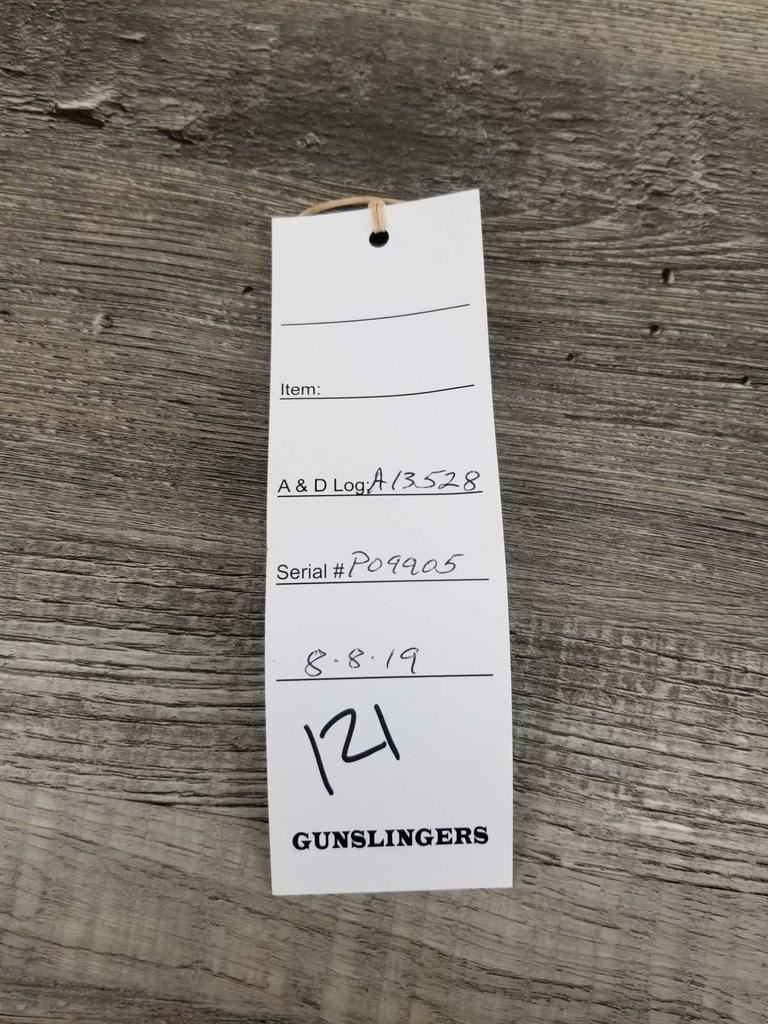 Item:
A & D Log: A13528
Serial # P09905
8.8.19
121
GUNSLINGERS